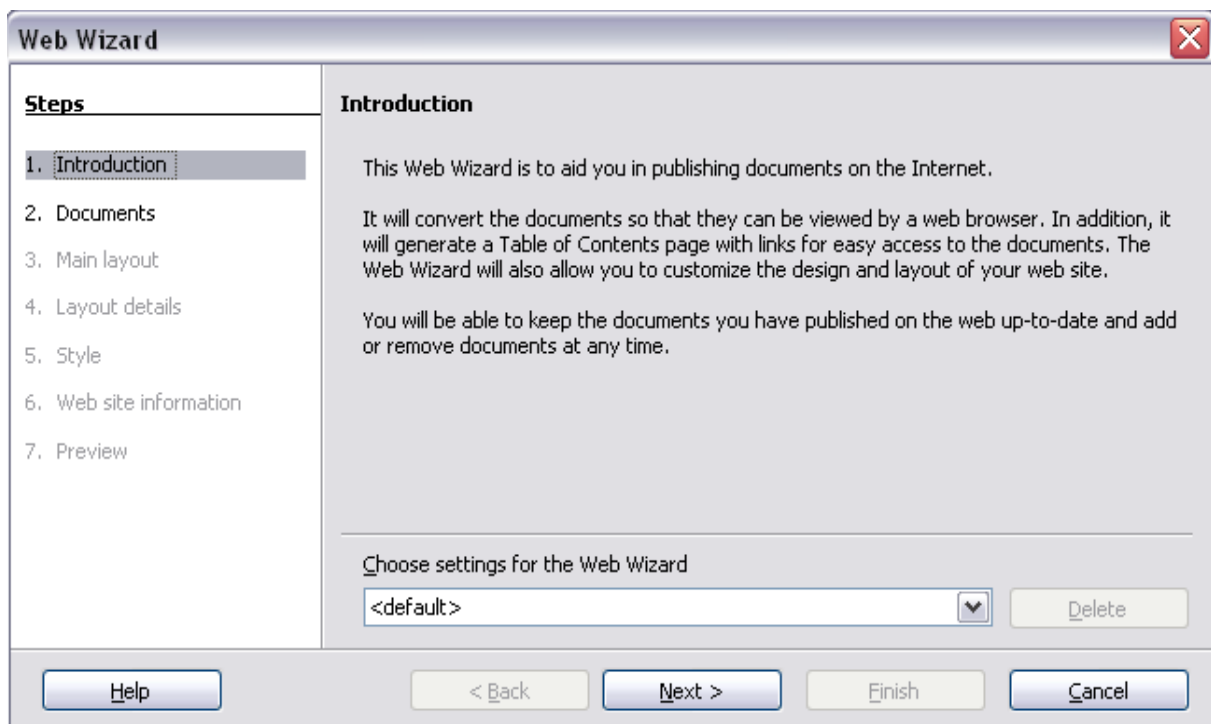 Web Wizard
Steps
1. Introduction
2. Documents
3. Main layout
4. Layout details
5. Style
6. Web site information
7. Preview
Introduction
This Web Wizard is to aid you in publishing documents on the Internet.
It will convert the documents so that they can be viewed by a web browser. In addition, it
will generate a Table of Contents page with links for easy access to the documents. The
Web Wizard will also allow you to customize the design and layout of your web site.
You will be able to keep the documents you have published on the web up-to-date and add
or remove documents at any time.
Choose settings for the Web Wizard
<default>
Delete
Help
< Back
Next >
Finish
Cancel